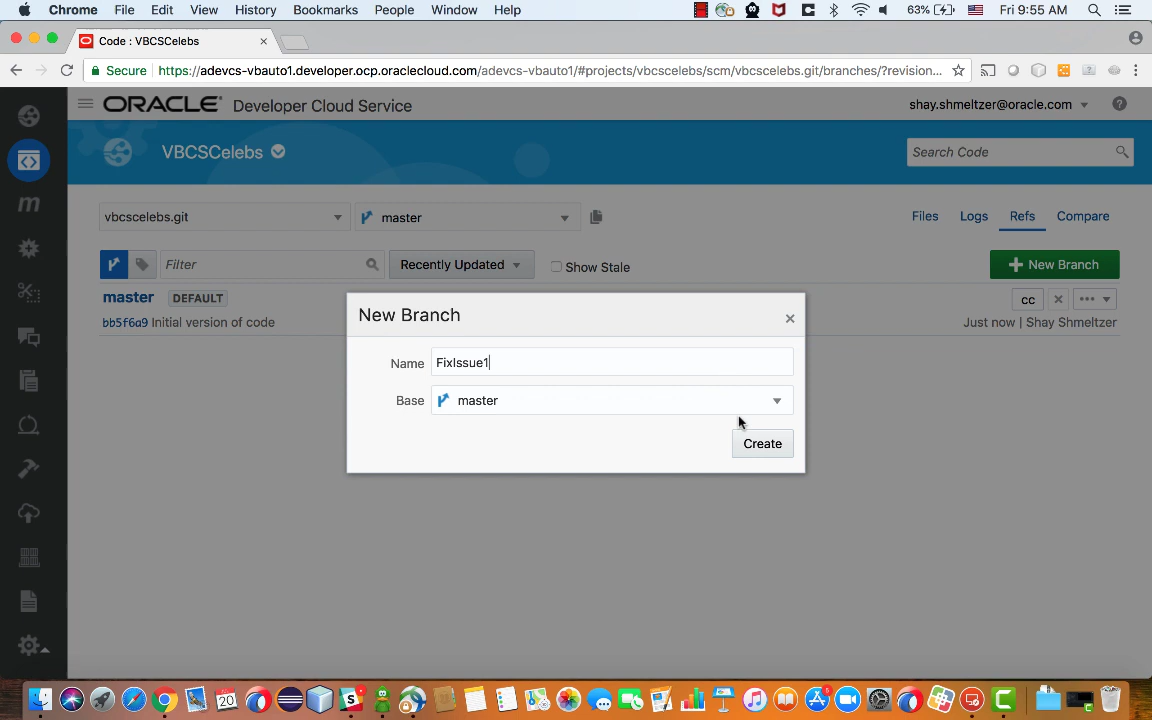 Chrome File Edit View History Bookmarks People Window Help 63% Fri 9:55 AM
Code : VBCSCelebs
Secure https://adevcs-vbauto1.developer.ocp.oraclecloud.com/adevcs-vbauto1/#projects/vbcscelebs/scm/vbcscelebs.git/branches/?revision...
ORACLE Developer Cloud Service shay.shmeltzer@oracle.com
VBCSCelebs Search Code
vbcscelebs.git master Files Logs Refs Compare
Filter Recently Updated Show Stale New Branch
master DEFAULT cc
bb5f6a9 Initial version of code Just now | Shay Shmeltzer
New Branch
Name FixIssue1
Base master
Create
20